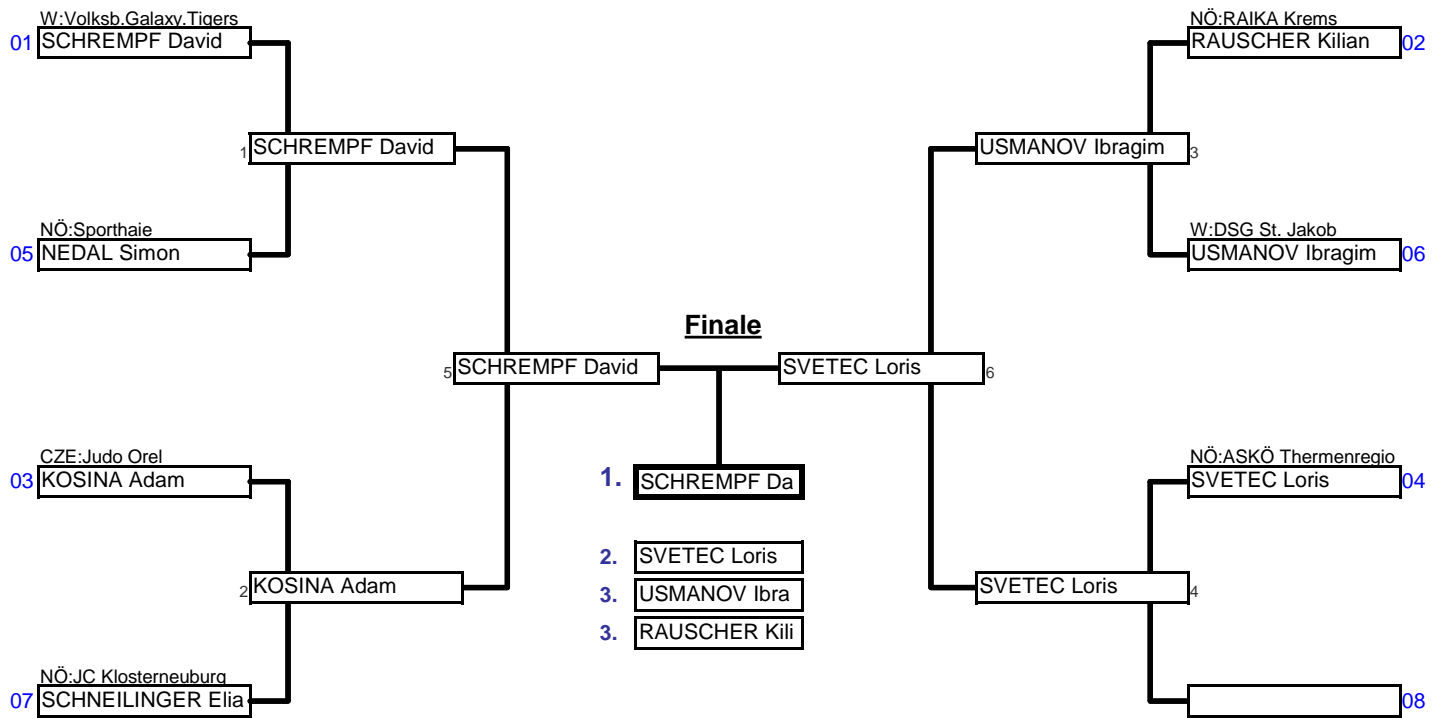 W:Volksb.Galaxy.Tigers
01 SCHREMPF David
NÖ:RAIKA Krems
RAUSCHER Kilian 02
1 SCHREMPF David
USMANOV Ibragim 3
NÖ:Sporthaie
05 NEDAL Simon
W:DSG St. Jakob
USMANOV Ibragim 06
Finale
5 SCHREMPF David
SVETEC Loris 6
CZE:Judo Orel
03 KOSINA Adam
1. SCHREMPF Da
NÖ:ASKÖ Thermenregio
SVETEC Loris 04
2. SVETEC Loris
2 KOSINA Adam
3. USMANOV Ibra
SVETEC Loris 4
3. RAUSCHER Kili
NÖ:JC Klosterneuburg
07 SCHNEILINGER Elia
08